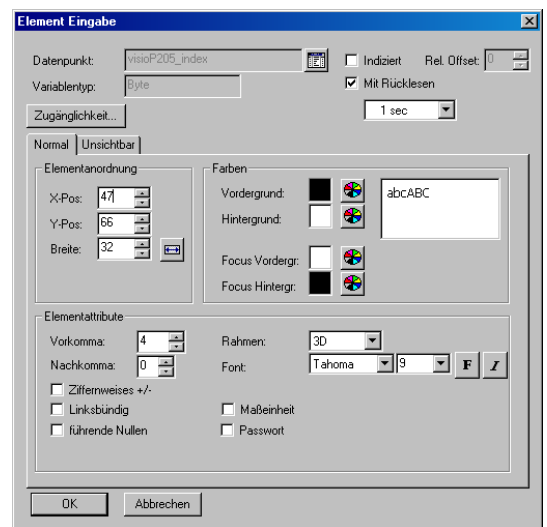 Element Eingabe
Datenpunkt: visioP205_index Indiziert Rel. Offset: 0
Variablentyp: Byte Mit Rücklesen
Zugänglichkeit... 1 sec
Normal Unsichtbar
Elementanordnung Farben
X-Pos: 47 Vordergrund: abcABC
Y-Pos: 66 Hintergrund:
Breite: 32
Focus Vordergr:
Focus Hintergr:
Elementattribute
Vorkomma: 4 Rahmen: 3D
Nachkomma: 0 Font: Tahoma 9 F I
Ziffernweises +/-
Linksbündig Maßeinheit
führende Nullen Passwort
OK Abbrechen